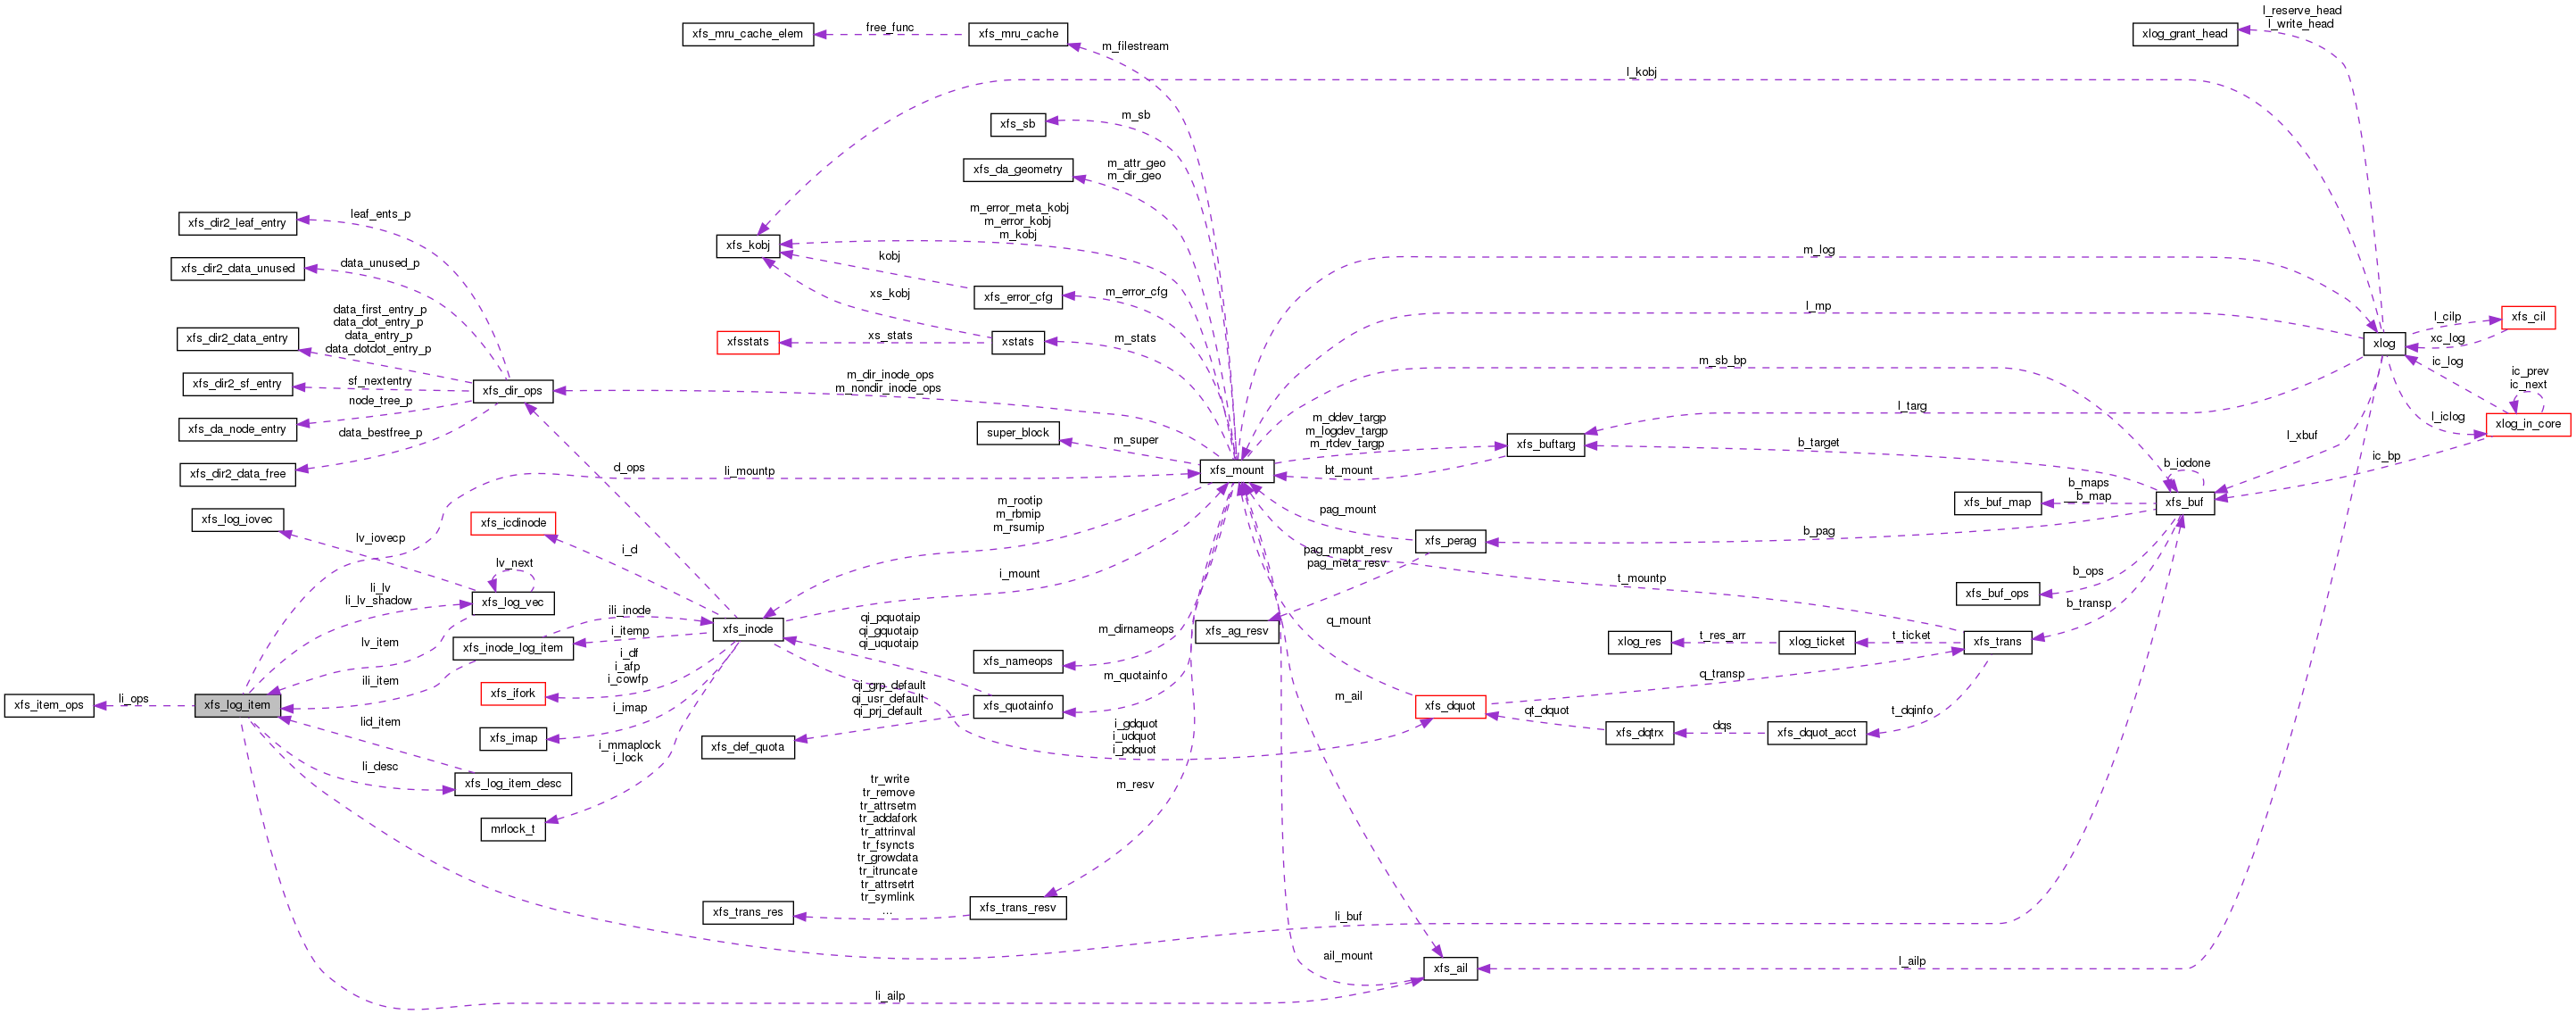 l_reserve_head
l_write_head
xfs_mru_cache_elem
free_func
xfs_mru_cache
xlog_grant_head
m_filestream
l_kobj
xfs_sb
m_sb
xfs_da_geometry
m_attr_geo
m_dir_geo
xfs_dir2_leaf_entry
leaf_ents_p
xfs_kobj
m_error_meta_kobj
m_error_kobj
m_kobj
m_log
xfs_dir2_data_unused
data_unused_p
kobj
xs_kobj
xfs_error_cfg
m_error_cfg
l_mp
xfs_dir2_data_entry
data_first_entry_p
data_dot_entry_p
data_entry_p
data_dotdot_entry_p
xfsstats
xs_stats
xstats
m_stats
xlog
l_cilp
xfs_cil
xc_log
m_sb_bp
ic_log
ic_prev
ic_next
xfs_dir2_sf_entry
sf_nextentry
xfs_dir_ops
m_dir_inode_ops
m_nondir_inode_ops
node_tree_p
xfs_da_node_entry
l_targ
l_iclog
xlog_in_core
data_bestfree_p
super_block
m_super
m_ddev_targp
m_logdev_targp
m_rtdev_targp
xfs_buftarg
b_target
l_xbuf
ic_bp
xfs_dir2_data_free
d_ops
li_mountp
xfs_mount
bt_mount
b_iodone
xfs_log_iovec
xfs_icdinode
m_rootip
m_rbmip
m_rsumip
pag_mount
xfs_buf_map
b_maps
__b_map
xfs_buf
lv_iovecp
i_d
xfs_perag
b_pag
lv_next
i_mount
pag_rmapbt_resv
pag_meta_resv
t_mountp
xfs_buf_ops
b_ops
li_lv
li_lv_shadow
xfs_log_vec
ili_inode
xfs_inode
qi_pquotaip
qi_gquotaip
qi_uquotaip
m_dirnameops
xfs_ag_resv
q_mount
b_transp
lv_item
xfs_inode_log_item
i_itemp
xlog_res
t_res_arr
xlog_ticket
t_ticket
xfs_trans
i_df
i_afp
i_cowfp
xfs_nameops
m_quotainfo
q_transp
ili_item
xfs_ifork
qi_grp_default
qi_usr_default
qi_prj_default
xfs_quotainfo
m_ail
xfs_dquot
xfs_item_ops
li_ops
xfs_log_item
i_imap
qt_dquot
dqs
t_dqinfo
lid_item
xfs_imap
xfs_def_quota
i_gdquot
i_udquot
i_pdquot
xfs_dqtrx
xfs_dquot_acct
i_mmaplock
i_lock
li_desc
xfs_log_item_desc
m_resv
mrlock_t
tr_write
tr_remove
tr_attrsetm
tr_addafork
tr_attrinval
tr_fsyncts
tr_growdata
tr_itruncate
tr_attrsetrt
tr_symlink
...
xfs_trans_res
xfs_trans_resv
li_buf
ail_mount
xfs_ail
l_ailp
li_ailp